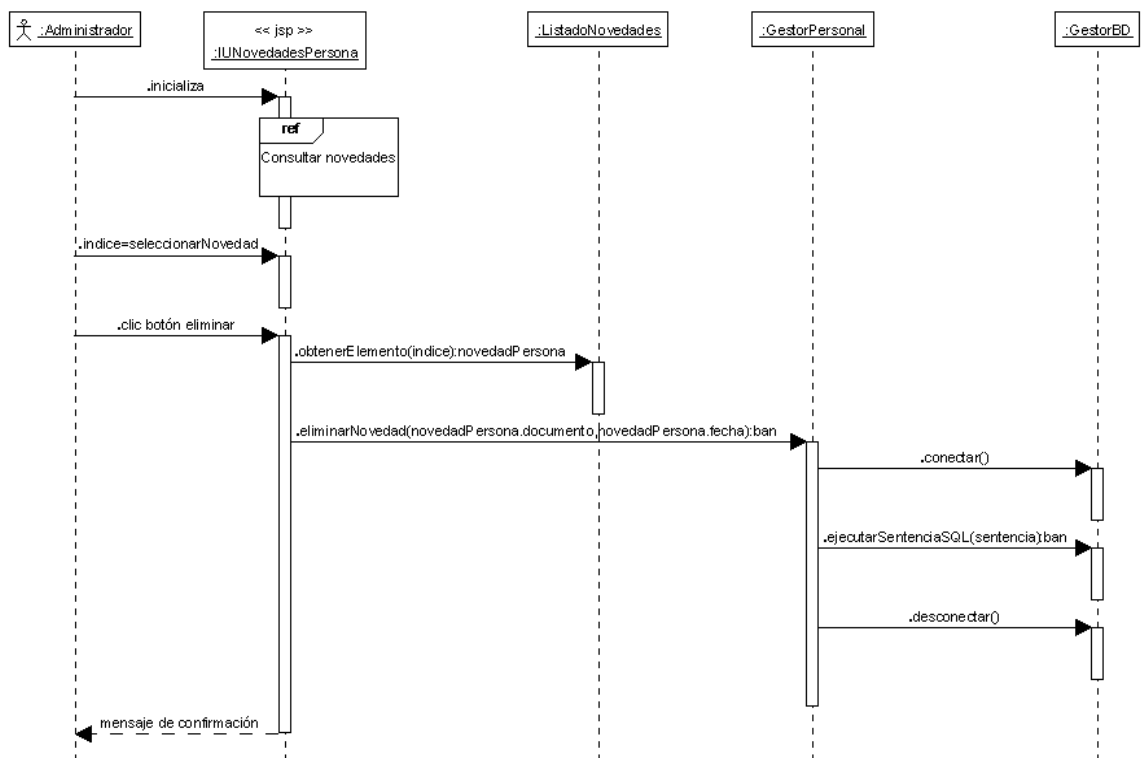 :Administrador
<< jsp >>
:IUNovedadesPersona
:ListadoNovedades
:GestorPersonal
:GestorBD
.inicializa
ref
Consultar novedades
.indice=seleccionarNovedad
.clic botón eliminar
.obtenerElemento(indice):novedadPersona
.eliminarNovedad(novedadPersona.documento,novedadPersona.fecha):ban
.conectar()
.ejecutarSentenciaSQL(sentencia):ban
.desconectar()
mensaje de confirmación